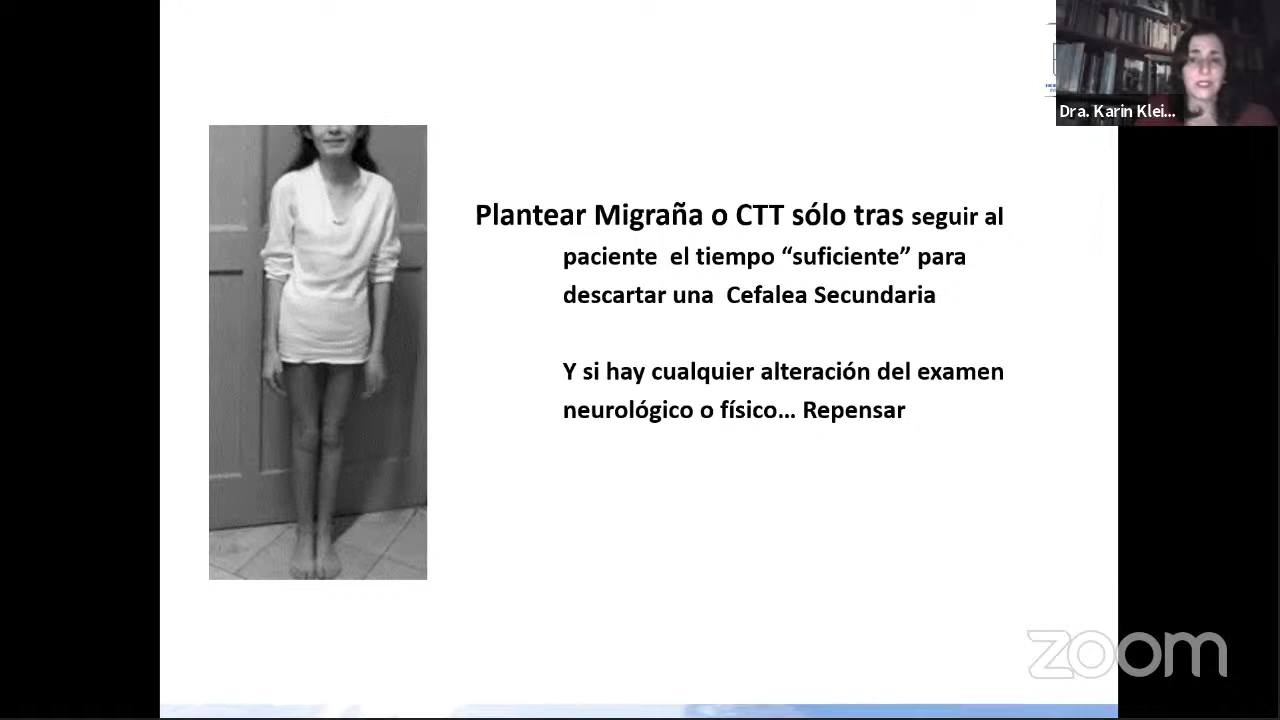 Dra. Karin Klei...
Plantear Migraña o CTT sólo tras seguir al
paciente el tiempo “suficiente” para
descartar una Cefalea Secundaria
Y si hay cualquier alteración del examen
neurológico o físico... Repensar
zoom